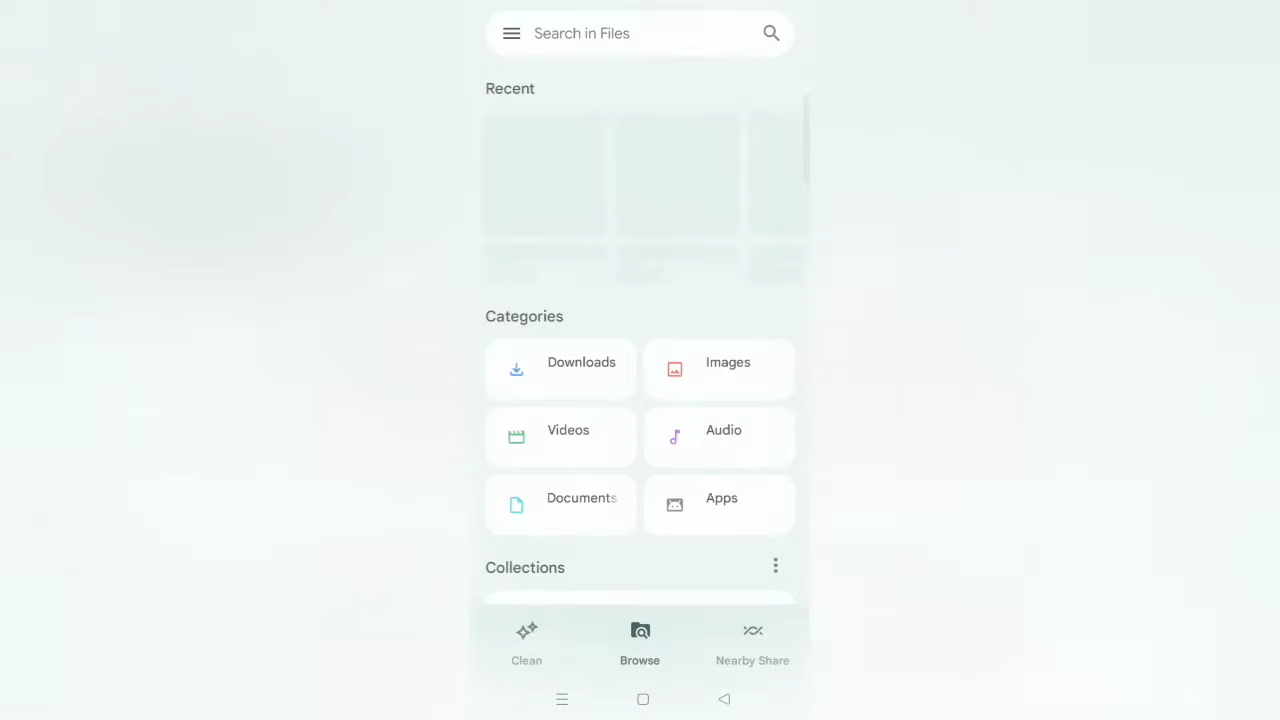 Search in Files
Recent
Categories
Downloads
Images
Videos
Audio
Documents
Apps
Collections
Clean
Browse
Nearby Share